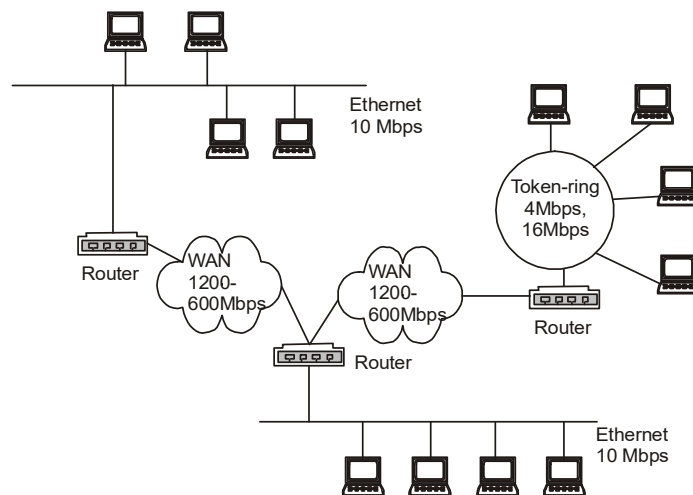 Ethernet
10 Mbps
Token-ring
4Mbps,
16Mbps
Router
WAN
1200-
600Mbps
WAN
1200-
600Mbps
Router
Router
Ethernet
10 Mbps